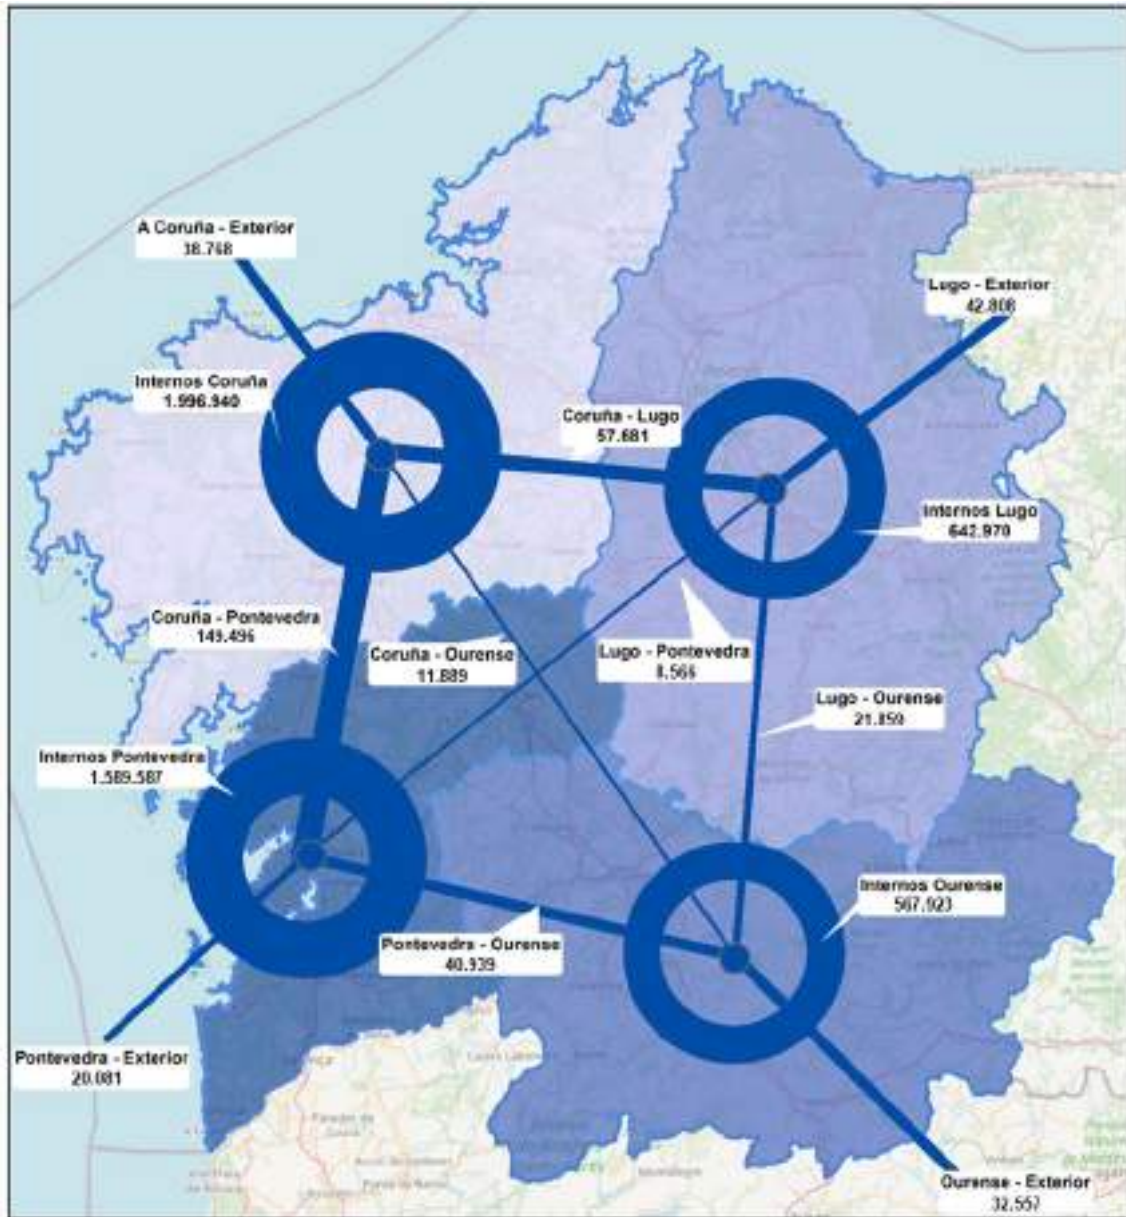 A Coruña - Exterior
38.768
Lugo - Exterior
42.808
Internos Coruña
1.996.940
Coruña - Lugo
57.681
Internos Lugo
642.970
Coruña - Pontevedra
149.496
Coruña - Ourense
11.889
Lugo - Pontevedra
8.566
Lugo - Ourense
21.859
Internos Pontevedra
1.589.587
Internos Ourense
567.923
Pontevedra - Ourense
40.939
Pontevedra - Exterior
20.081
Ourense - Exterior
32.557